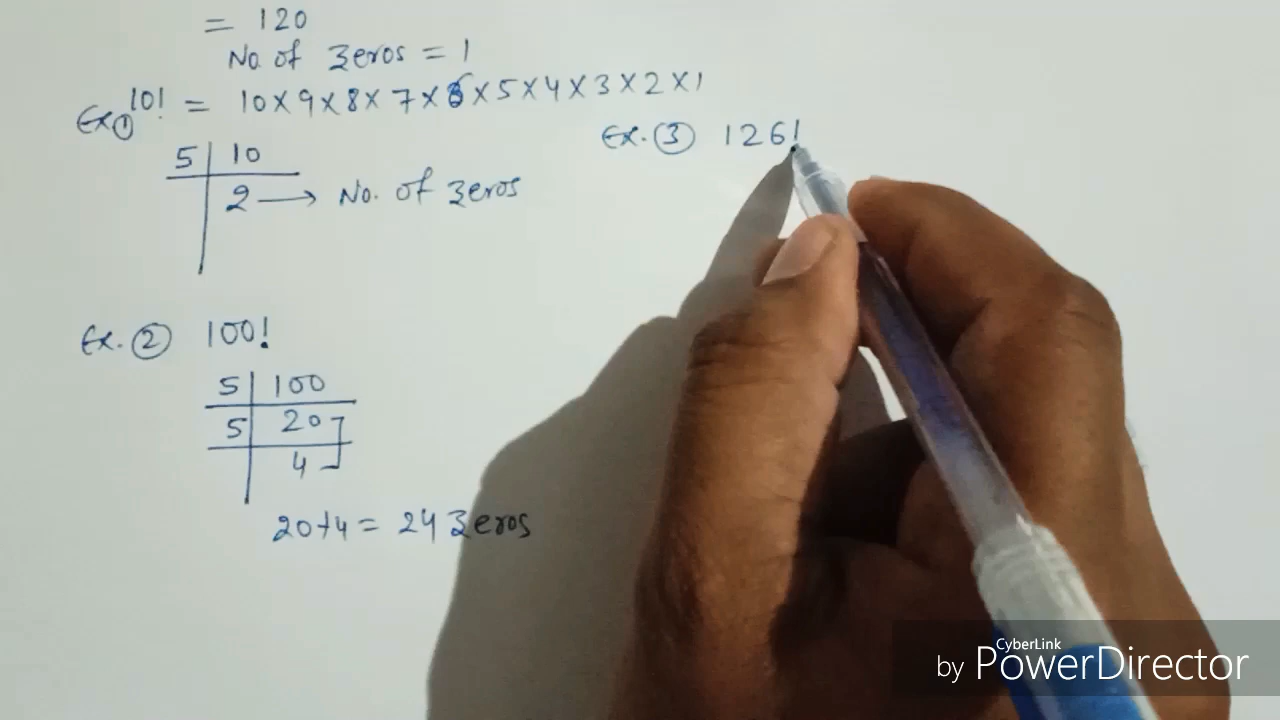 = 120
No. of zeros = 1
Ex① 10! = 10×9×8×7×6×5×4×3×2×1
5 | 10
2 → No. of zeros
Ex. ② 100!
5 | 100
5 | 20
4
20+4 = 24 zeros
Ex. ③ 126!
CyberLink
by PowerDirector